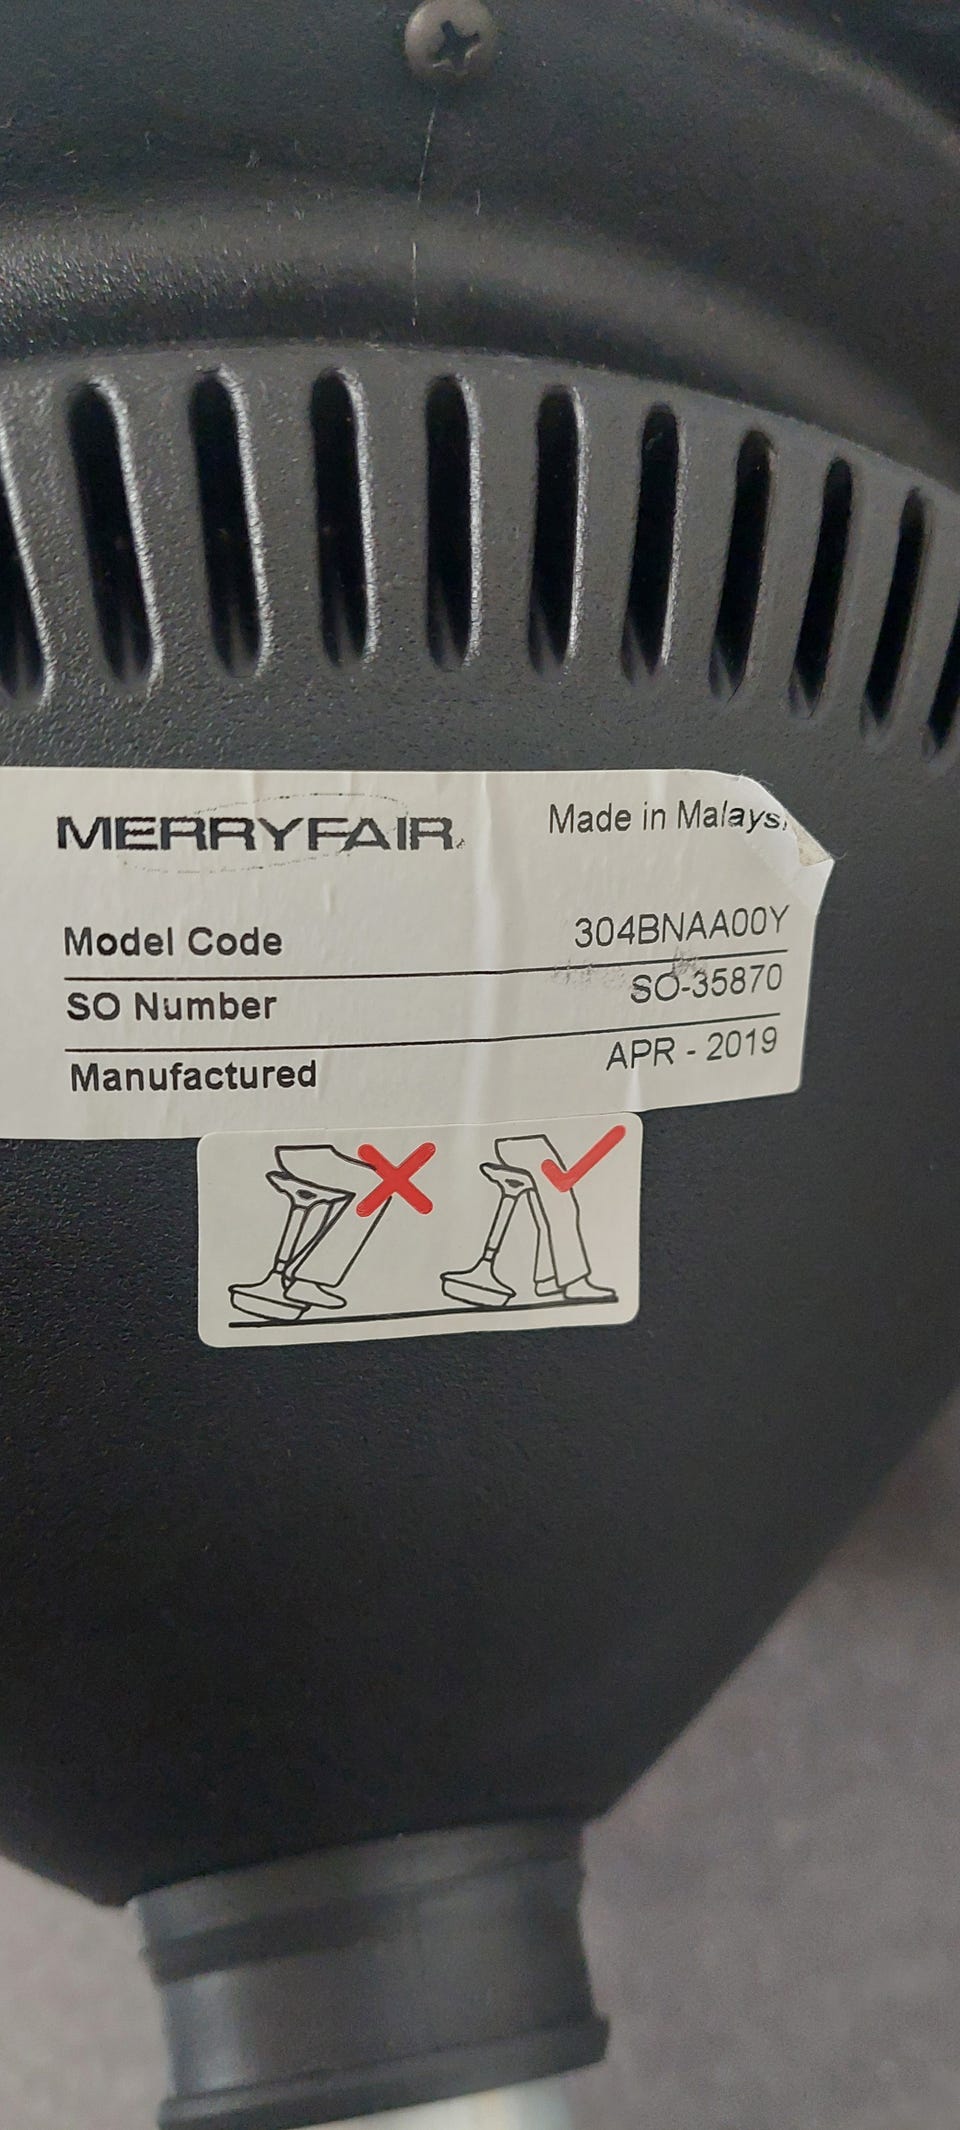 MERRYFAIR
Made in Malays
Model Code 304BNAA00Y
SO Number SO-35870
Manufactured APR - 2019